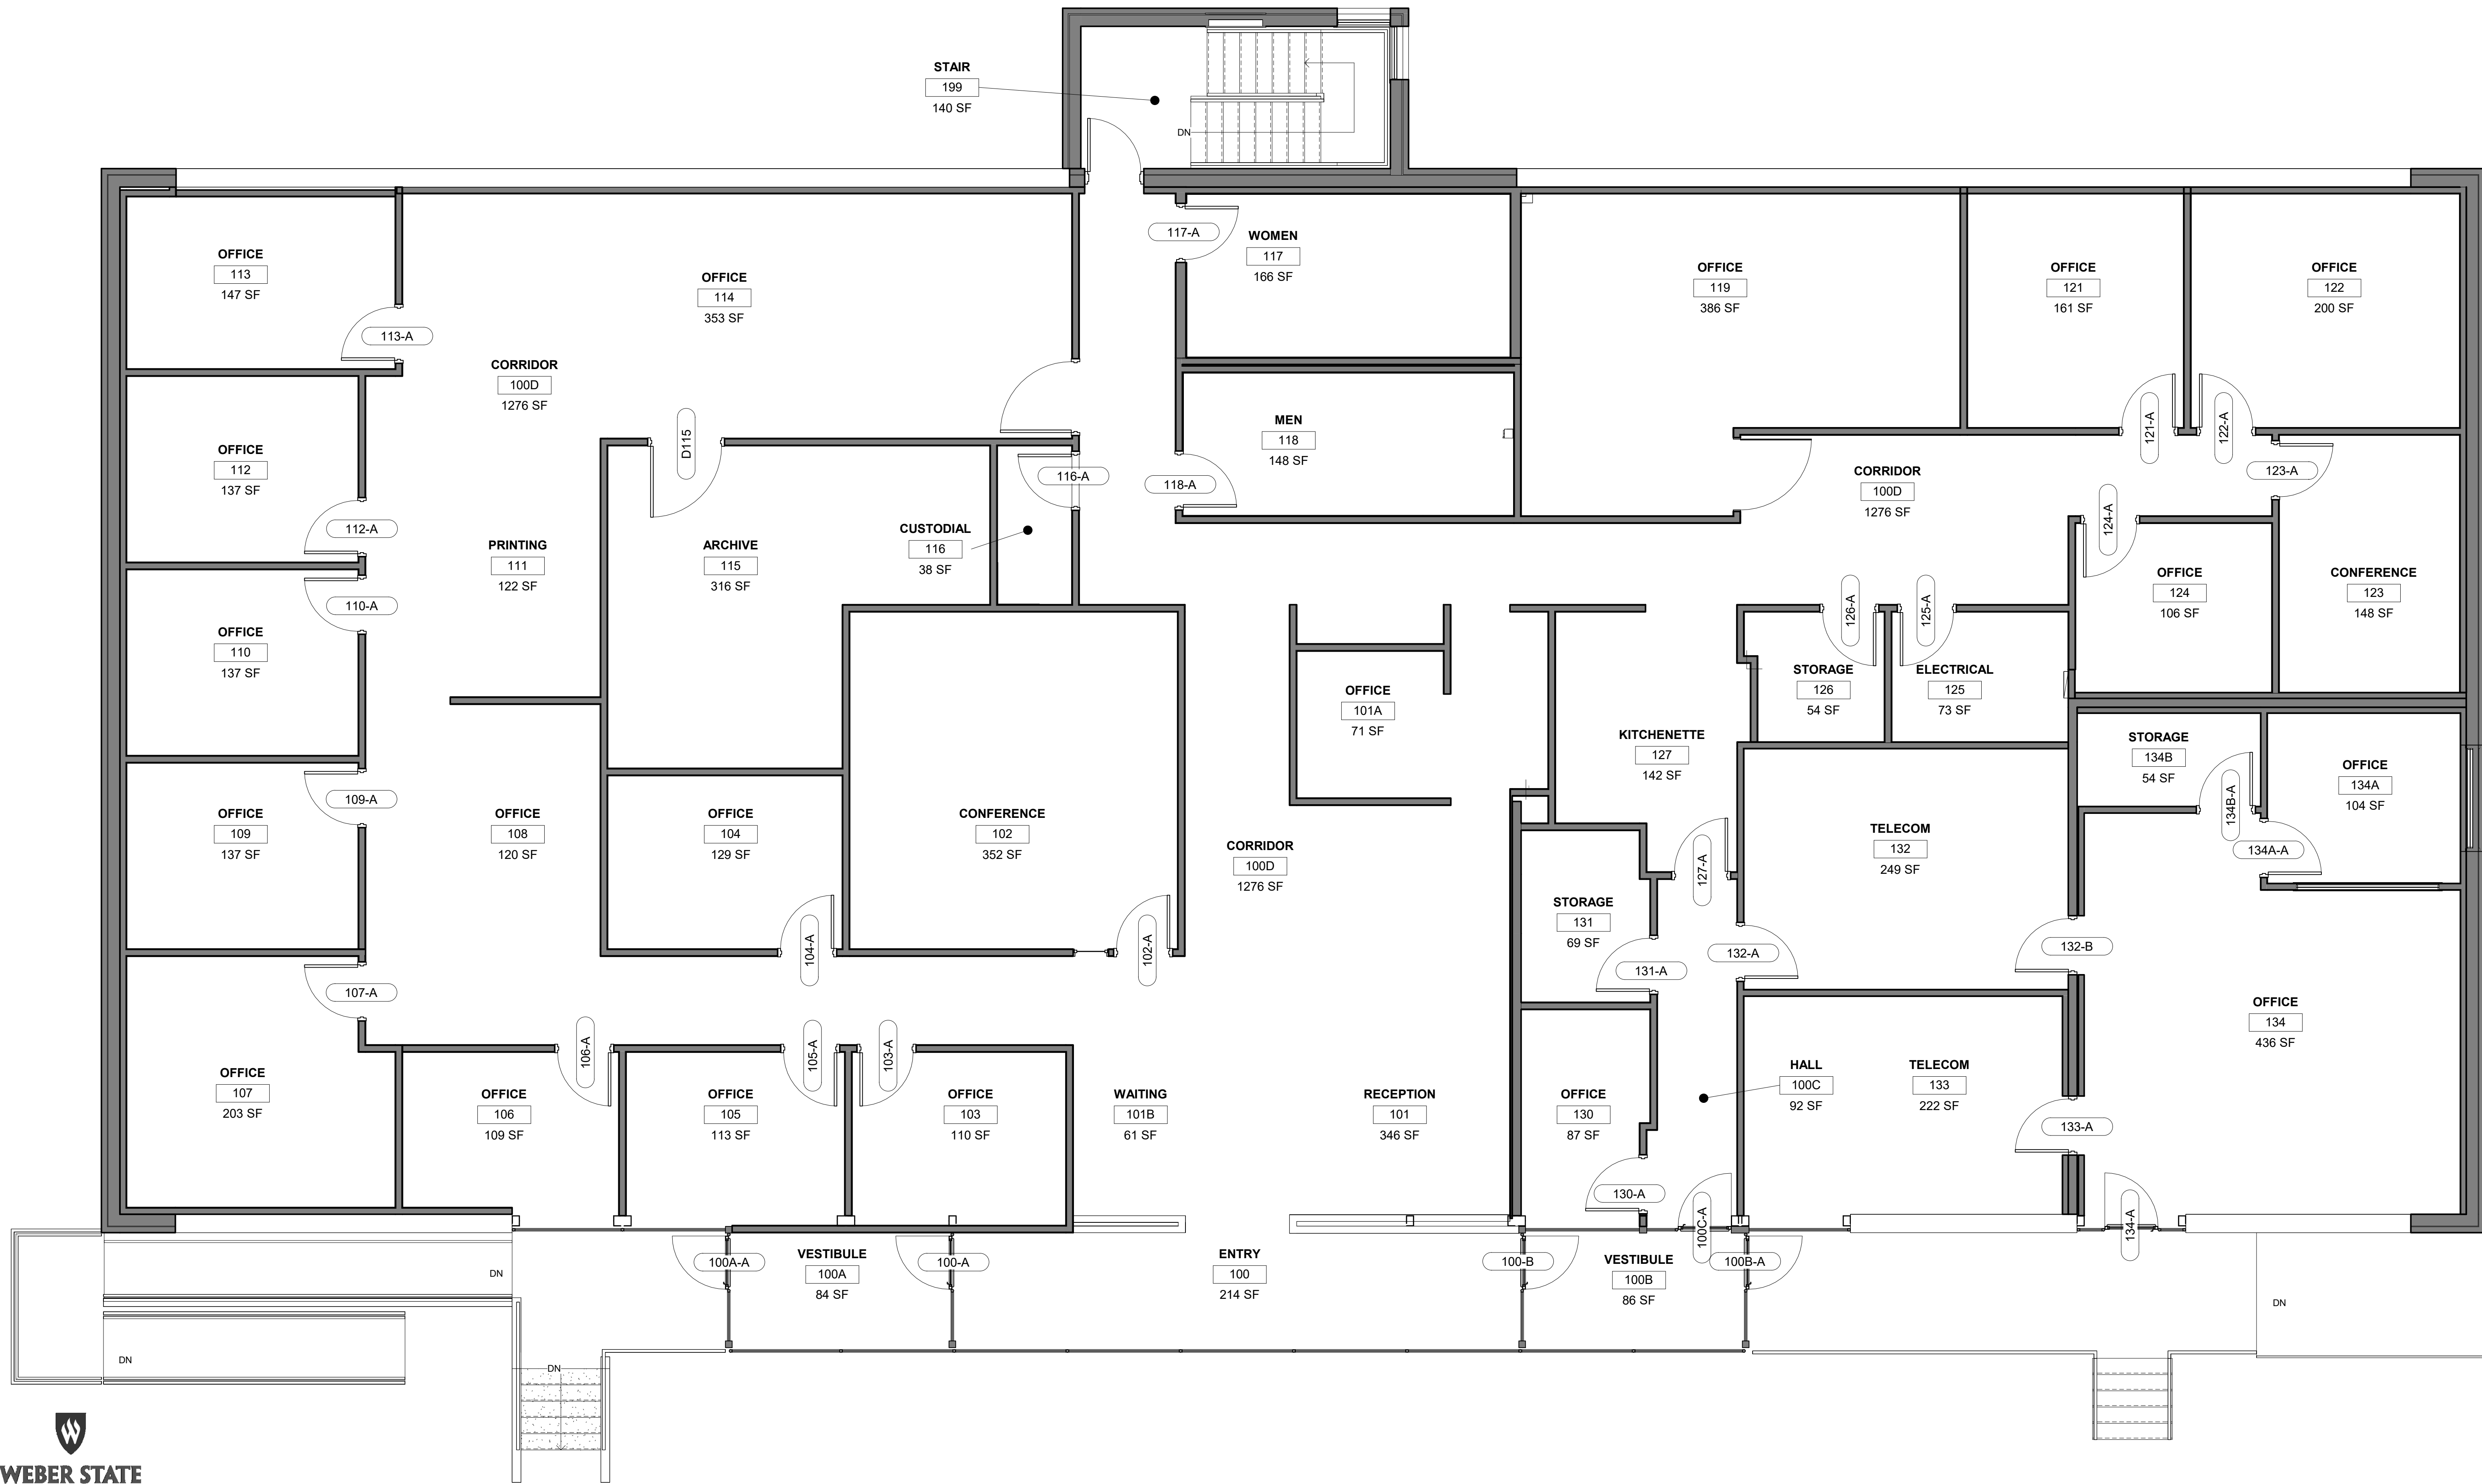 STAIR
199
140 SF
DN
117-A
WOMEN
117
166 SF
OFFICE
113
147 SF
113-A
OFFICE
114
353 SF
OFFICE
119
386 SF
OFFICE
121
161 SF
OFFICE
122
200 SF
CORRIDOR
100D
1276 SF
D115
116-A
MEN
118
148 SF
118-A
121-A
122-A
123-A
CORRIDOR
100D
1276 SF
124-A
OFFICE
112
137 SF
112-A
PRINTING
111
122 SF
ARCHIVE
115
316 SF
CUSTODIAL
116
38 SF
126-A
125-A
OFFICE
124
106 SF
CONFERENCE
123
148 SF
110-A
OFFICE
110
137 SF
OFFICE
101A
71 SF
STORAGE
126
54 SF
ELECTRICAL
125
73 SF
KITCHENETTE
127
142 SF
STORAGE
134B
54 SF
134B-A
OFFICE
134A
104 SF
134A-A
109-A
OFFICE
109
137 SF
OFFICE
108
120 SF
OFFICE
104
129 SF
104-A
CONFERENCE
102
352 SF
102-A
CORRIDOR
100D
1276 SF
127-A
TELECOM
132
249 SF
STORAGE
131
69 SF
131-A
132-A
132-B
107-A
106-A
105-A
103-A
OFFICE
134
436 SF
OFFICE
107
203 SF
OFFICE
106
109 SF
OFFICE
105
113 SF
OFFICE
103
110 SF
WAITING
101B
61 SF
RECEPTION
101
346 SF
OFFICE
130
87 SF
HALL
100C
92 SF
TELECOM
133
222 SF
133-A
130-A
100C-A
134-A
100A-A
VESTIBULE
100A
84 SF
100-A
ENTRY
100
214 SF
100-B
VESTIBULE
100B
86 SF
100B-A
DN
DN
DN
DN
WEBER STATE